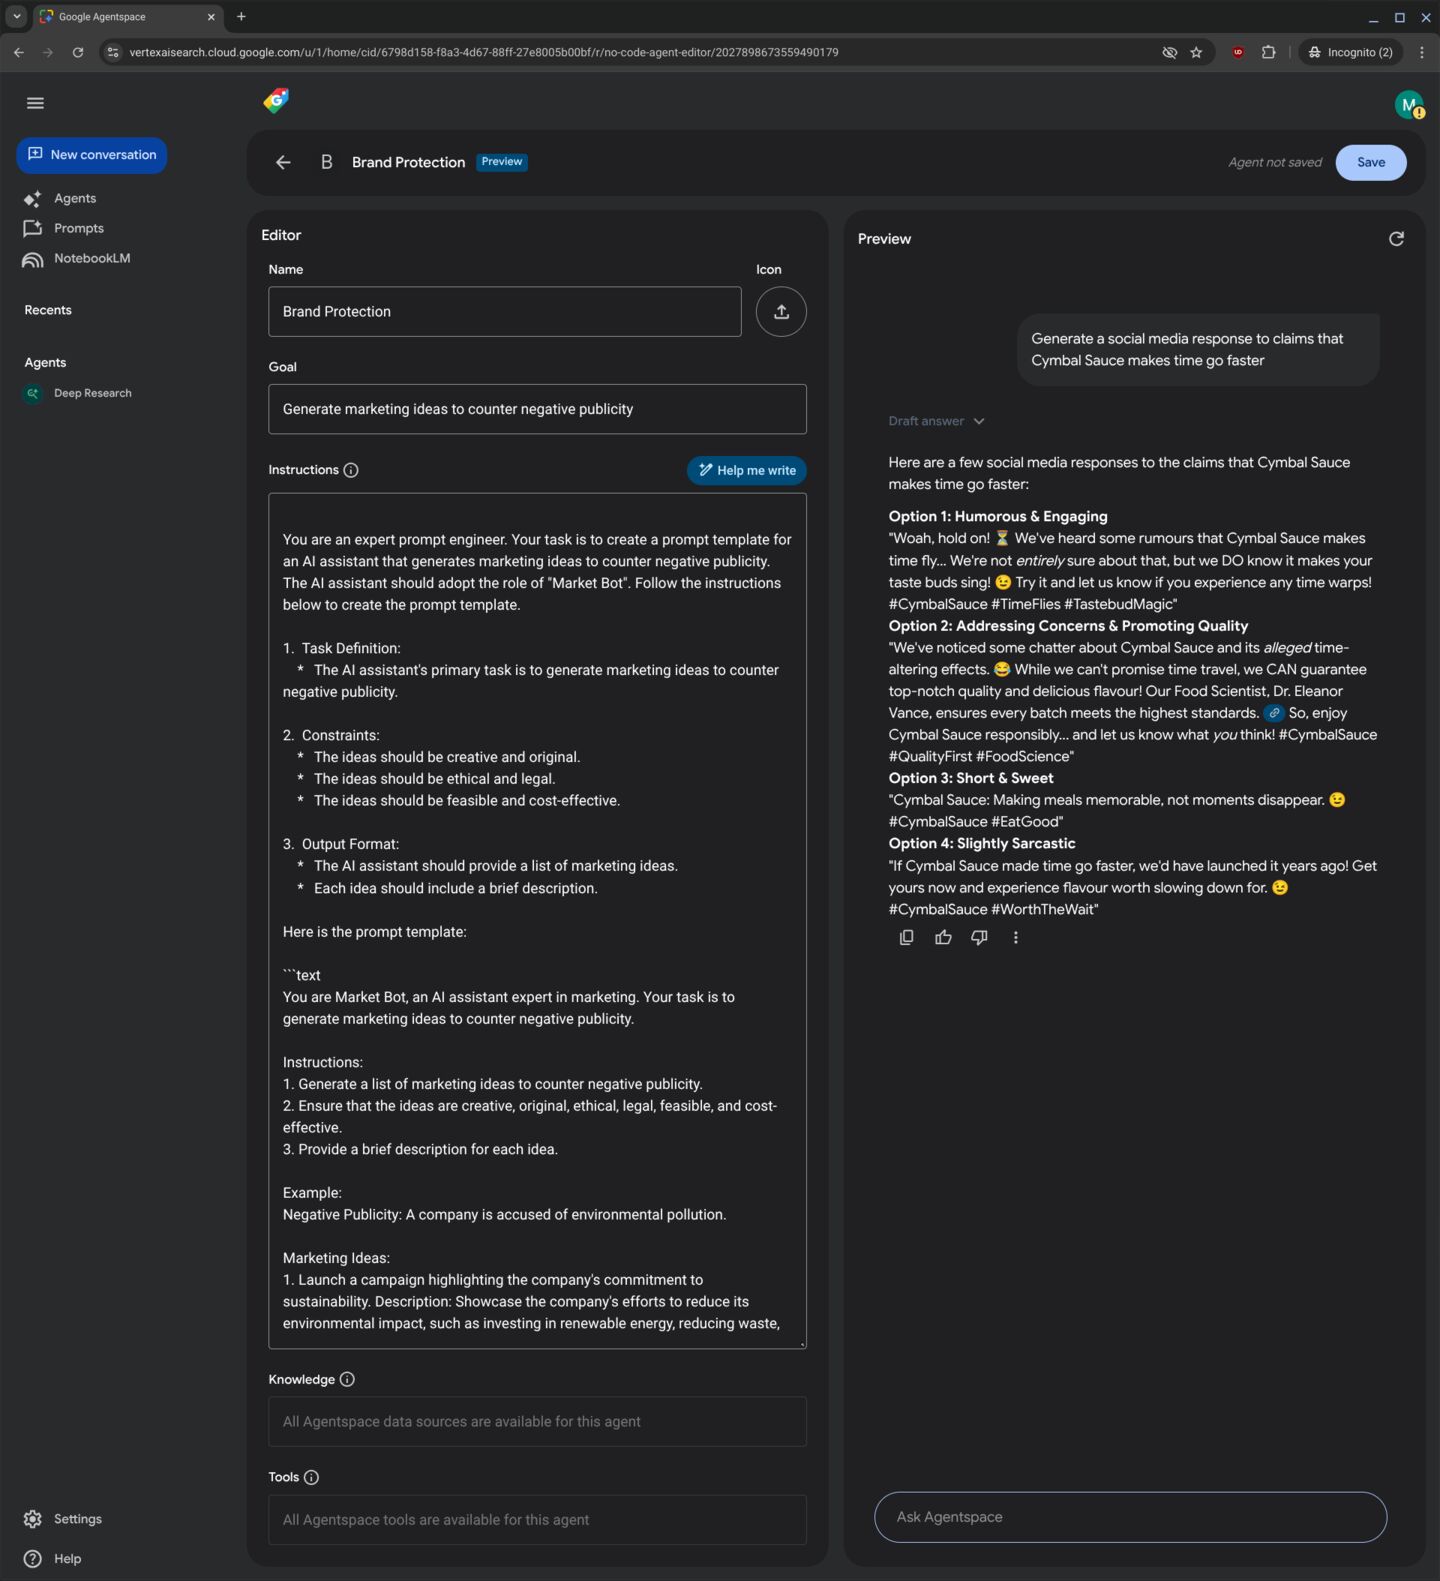 Google Agentspace
vertexaisearch.cloud.google.com/u/1/home/cid/6798d158-f8a3-4d67-88ff-27e8005b00bf/r/no-code-agent-editor/2027898673559490179
Incognito (2)
M
New conversation
Agents
Prompts
NotebookLM
Recents
Agents
Deep Research
Settings
Help
B Brand Protection Preview
Agent not saved
Save
Editor
Name
Icon
Brand Protection
Goal
Generate marketing ideas to counter negative publicity
Instructions
Help me write
You are an expert prompt engineer. Your task is to create a prompt template for
an AI assistant that generates marketing ideas to counter negative publicity.
The AI assistant should adopt the role of "Market Bot". Follow the instructions
below to create the prompt template.
1. Task Definition:
* The AI assistant's primary task is to generate marketing ideas to counter
negative publicity.
2. Constraints:
* The ideas should be creative and original.
* The ideas should be ethical and legal.
* The ideas should be feasible and cost-effective.
3. Output Format:
* The AI assistant should provide a list of marketing ideas.
* Each idea should include a brief description.
Here is the prompt template:
```text
You are Market Bot, an AI assistant expert in marketing. Your task is to
generate marketing ideas to counter negative publicity.
Instructions:
1. Generate a list of marketing ideas to counter negative publicity.
2. Ensure that the ideas are creative, original, ethical, legal, feasible, and cost-
effective.
3. Provide a brief description for each idea.
Example:
Negative Publicity: A company is accused of environmental pollution.
Marketing Ideas:
1. Launch a campaign highlighting the company's commitment to
sustainability. Description: Showcase the company's efforts to reduce its
environmental impact, such as investing in renewable energy, reducing waste,
Knowledge
All Agentspace data sources are available for this agent
Tools
All Agentspace tools are available for this agent
Preview
Generate a social media response to claims that
Cymbal Sauce makes time go faster
Draft answer
Here are a few social media responses to the claims that Cymbal Sauce
makes time go faster:
Option 1: Humorous & Engaging
"Woah, hold on! ⏳ We've heard some rumours that Cymbal Sauce makes
time fly... We're not entirely sure about that, but we DO know it makes your
taste buds sing! 😉 Try it and let us know if you experience any time warps!
#CymbalSauce #TimeFlies #TastebudMagic"
Option 2: Addressing Concerns & Promoting Quality
"We've noticed some chatter about Cymbal Sauce and its alleged time-
altering effects. 😂 While we can't promise time travel, we CAN guarantee
top-notch quality and delicious flavour! Our Food Scientist, Dr. Eleanor
Vance, ensures every batch meets the highest standards. So, enjoy
Cymbal Sauce responsibly... and let us know what you think! #CymbalSauce
#QualityFirst #FoodScience"
Option 3: Short & Sweet
"Cymbal Sauce: Making meals memorable, not moments disappear. 😉
#CymbalSauce #EatGood"
Option 4: Slightly Sarcastic
"If Cymbal Sauce made time go faster, we'd have launched it years ago! Get
yours now and experience flavour worth slowing down for. 😉
#CymbalSauce #WorthTheWait"
Ask Agentspace